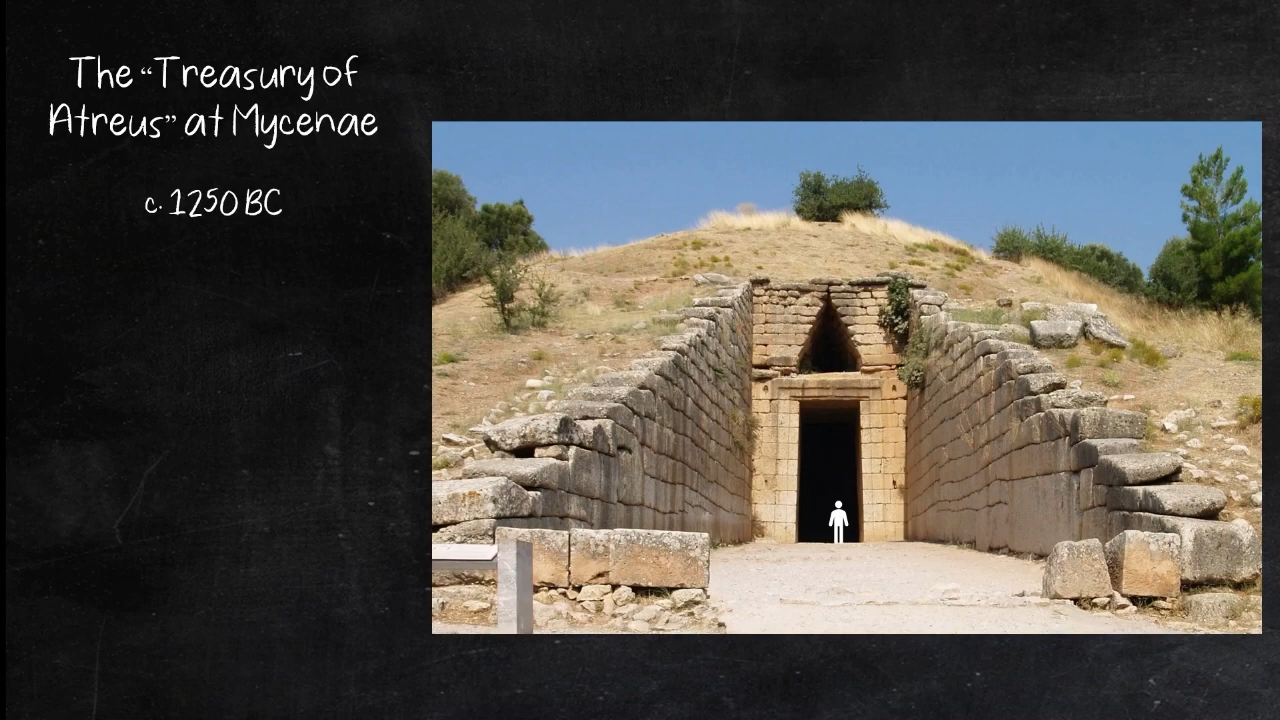 The “Treasury of
Atreus” at Mycenae
c. 1250 BC